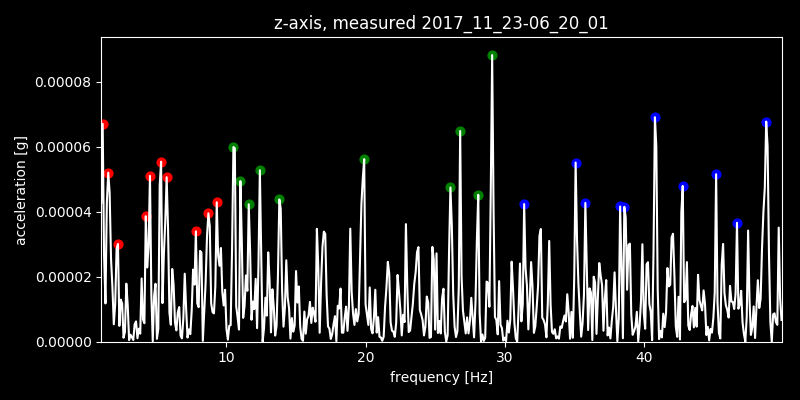 z-axis, measured 2017_11_23-06_20_01
0.00008
0.00006
0.00004
0.00002
0.00000
acceleration [g]
10 20 30 40
frequency [Hz]